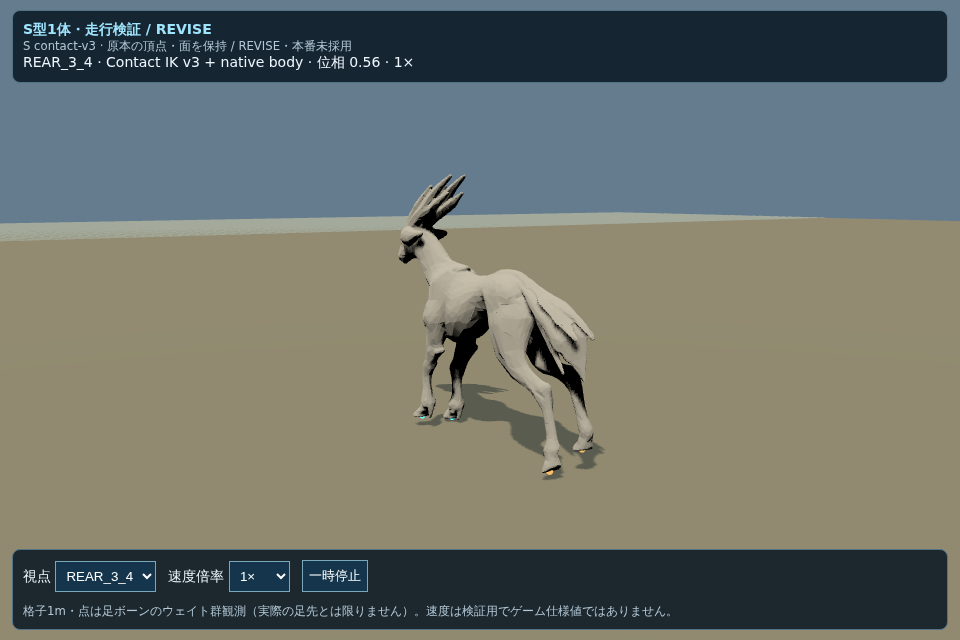 S型1体・走行検証 / REVISE
S contact-v3 · 原本の頂点・面を保持 / REVISE・本番未採用
REAR_3_4 · Contact IK v3 + native body · 位相 0.56 · 1×
視点 REAR_3_4 速度倍率 1× 一時停止
格子1m・点は足ボーンのウェイト群観測（実際の足先とは限りません）。速度は検証用でゲーム仕様値ではありません。